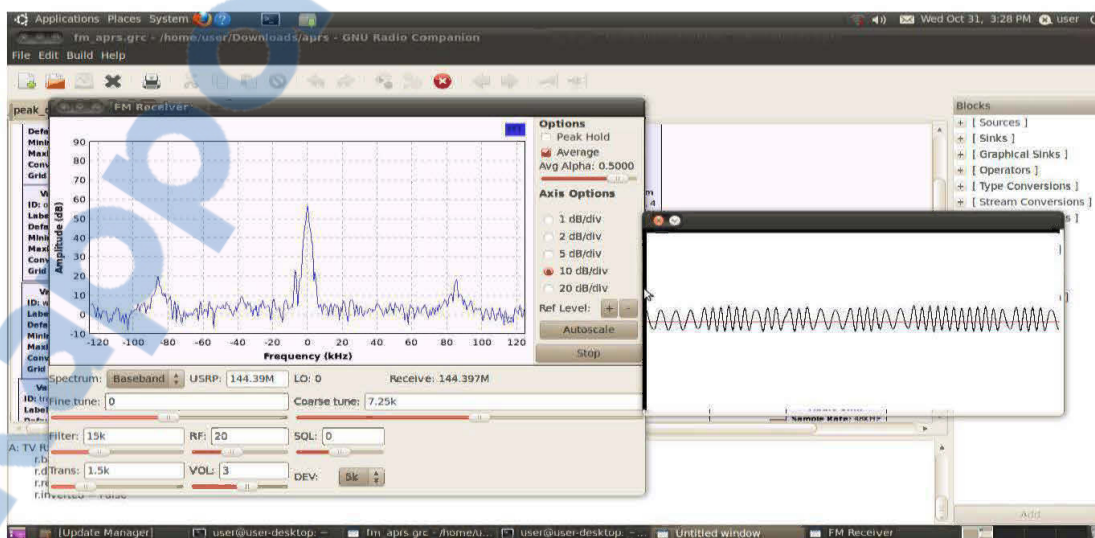 Applications Places System
Wed Oct 31, 3:28 PM user
fm_aprs.grc - /home/user/Downloads/aprs - GNU Radio Companion
File Edit Build Help
FM Receiver
Blocks
+ [ Sources ]
+ [ Sinks ]
+ [ Graphical Sinks ]
+ [ Operators ]
+ [ Type Conversions ]
+ [ Stream Conversions ]
Options
Peak Hold
Average
Avg Alpha: 0.5000
Axis Options
1 dB/div
2 dB/div
5 dB/div
10 dB/div
20 dB/div
Ref Level: + -
Autoscale
Stop
Amplitude (dB)
90
80
70
60
50
40
30
20
10
0
-10
-120 -100 -80 -60 -40 -20 0 20 40 60 80 100 120
Frequency (kHz)
Spectrum: Baseband USRP: 144.39M LO: 0 Receive: 144.397M
Fine tune: 0 Coarse tune: 7.25k
Filter: 15k RF: 20 SQL: 0
Trans: 1.5k VOL: 3 DEV: 5k
Sample Rate: 48KHz
r.inverted = False
Add
[Update Manager] user@user-desktop: ~ fm_aprs.grc - /home/u... user@user-desktop: ~... Untitled window FM Receiver